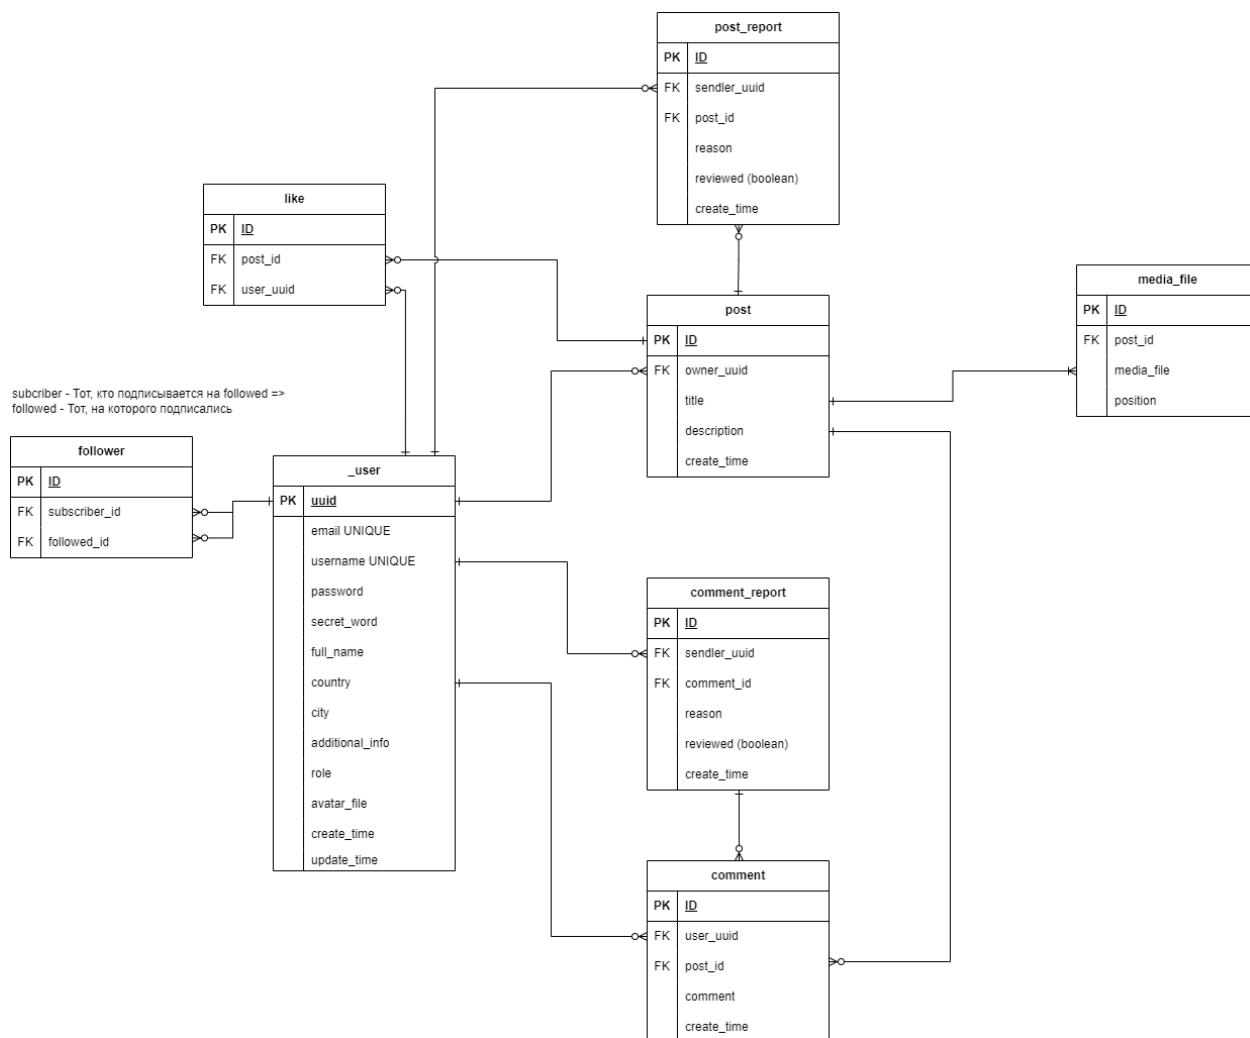 post_report
PK ID
FK sendler_uuid
FK post_id
reason
reviewed (boolean)
create_time
like
PK ID
FK post_id
FK user_uuid
post
PK ID
FK owner_uuid
title
description
create_time
media_file
PK ID
FK post_id
media_file
position
subcriber - Тот, кто подписывается на followed =>
followed - Тот, на которого подписались
follower
PK ID
FK subscriber_id
FK followed_id
_user
PK uuid
email UNIQUE
username UNIQUE
password
secret_word
full_name
country
city
additional_info
role
avatar_file
create_time
update_time
comment_report
PK ID
FK sendler_uuid
FK comment_id
reason
reviewed (boolean)
create_time
comment
PK ID
FK user_uuid
FK post_id
comment
create_time